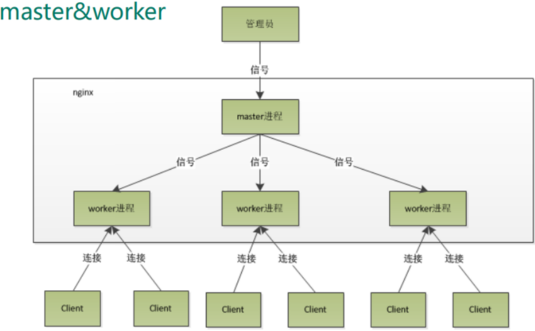 master&worker
管理员
信号
nginx
master进程
信号
信号
信号
worker进程
worker进程
worker进程
连接
连接
连接
连接
连接
连接
Client
Client
Client
Client
Client
Client